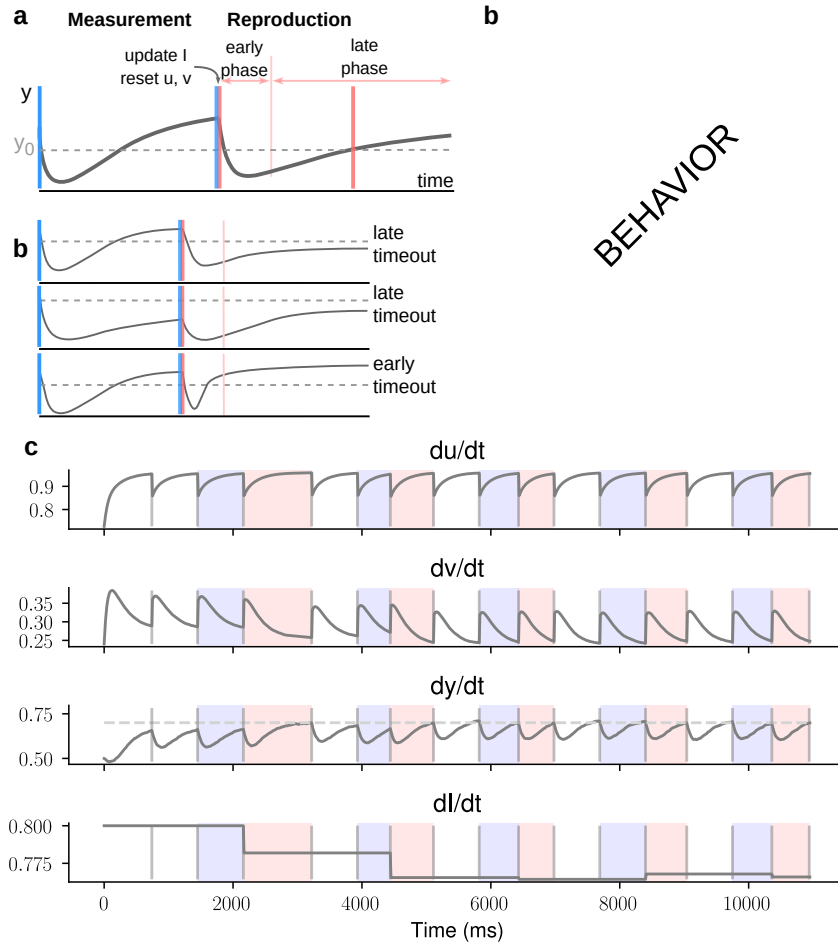 a
Measurement
Reproduction
b
update I
reset u, v
early
phase
late
phase
y
y0
time
BEHAVIOR
b
late
timeout
late
timeout
early
timeout
c
du/dt
0.9
0.8
dv/dt
0.35
0.30
0.25
dy/dt
0.75
0.50
dI/dt
0.800
0.775
0 2000 4000 6000 8000 10000
Time (ms)